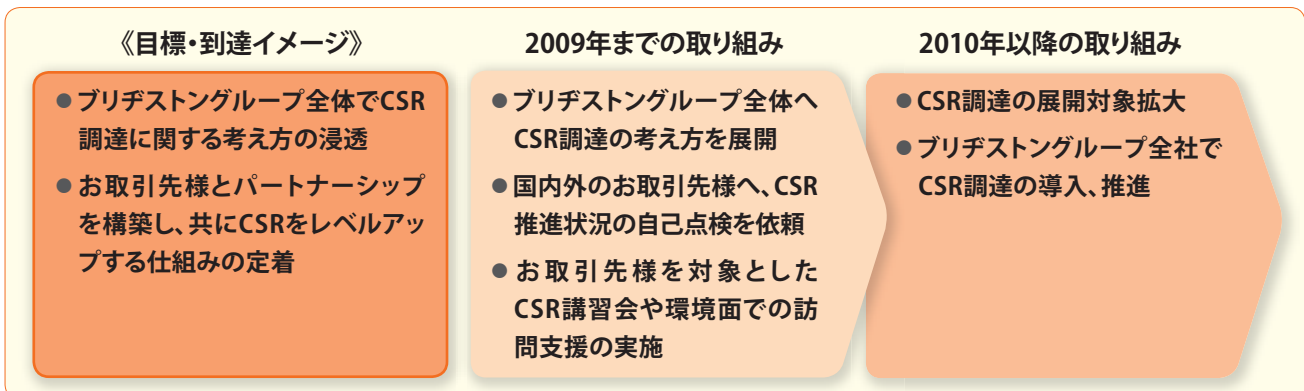 《目標・到達イメージ》
●ブリヂストングループ全体でCSR
調達に関する考え方の浸透
●お取引先様とパートナーシップ
を構築し、共にCSRをレベルアッ
プする仕組みの定着
2009年までの取り組み
●ブリヂストングループ全体へ
CSR調達の考え方を展開
●国内外のお取引先様へ、CSR
推進状況の自己点検を依頼
●お取引先様を対象とした
CSR講習会や環境面での訪
問支援の実施
2010年以降の取り組み
●CSR調達の展開対象拡大
●ブリヂストングループ全社で
CSR調達の導入、推進